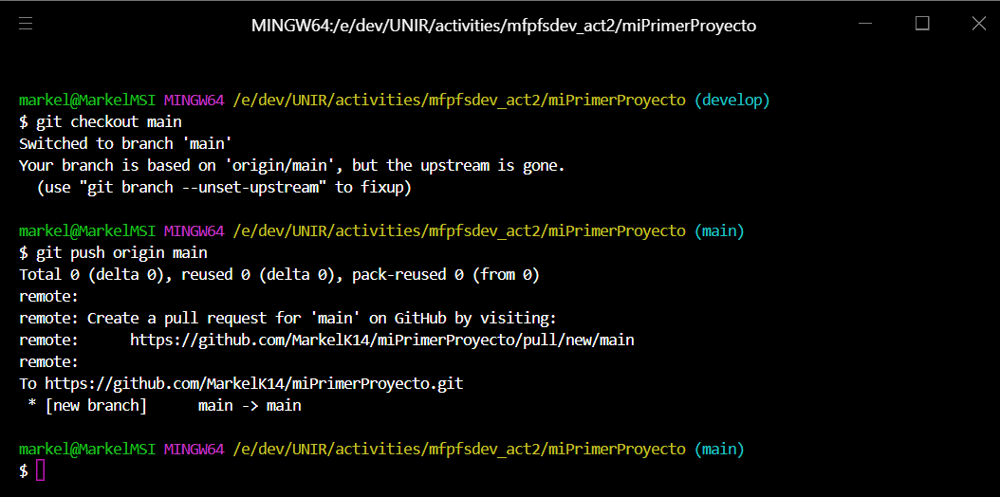 MINGW64:/e/dev/UNIR/activities/mfpfsdev_act2/miPrimerProyecto
markel@MarkelMSI MINGW64 /e/dev/UNIR/activities/mfpfsdev_act2/miPrimerProyecto (develop)
$ git checkout main
Switched to branch 'main'
Your branch is based on 'origin/main', but the upstream is gone.
  (use "git branch --unset-upstream" to fixup)
markel@MarkelMSI MINGW64 /e/dev/UNIR/activities/mfpfsdev_act2/miPrimerProyecto (main)
$ git push origin main
Total 0 (delta 0), reused 0 (delta 0), pack-reused 0 (from 0)
remote:
remote: Create a pull request for 'main' on GitHub by visiting:
remote:      https://github.com/MarkelK14/miPrimerProyecto/pull/new/main
remote:
To https://github.com/MarkelK14/miPrimerProyecto.git
 * [new branch]      main -> main
markel@MarkelMSI MINGW64 /e/dev/UNIR/activities/mfpfsdev_act2/miPrimerProyecto (main)
$